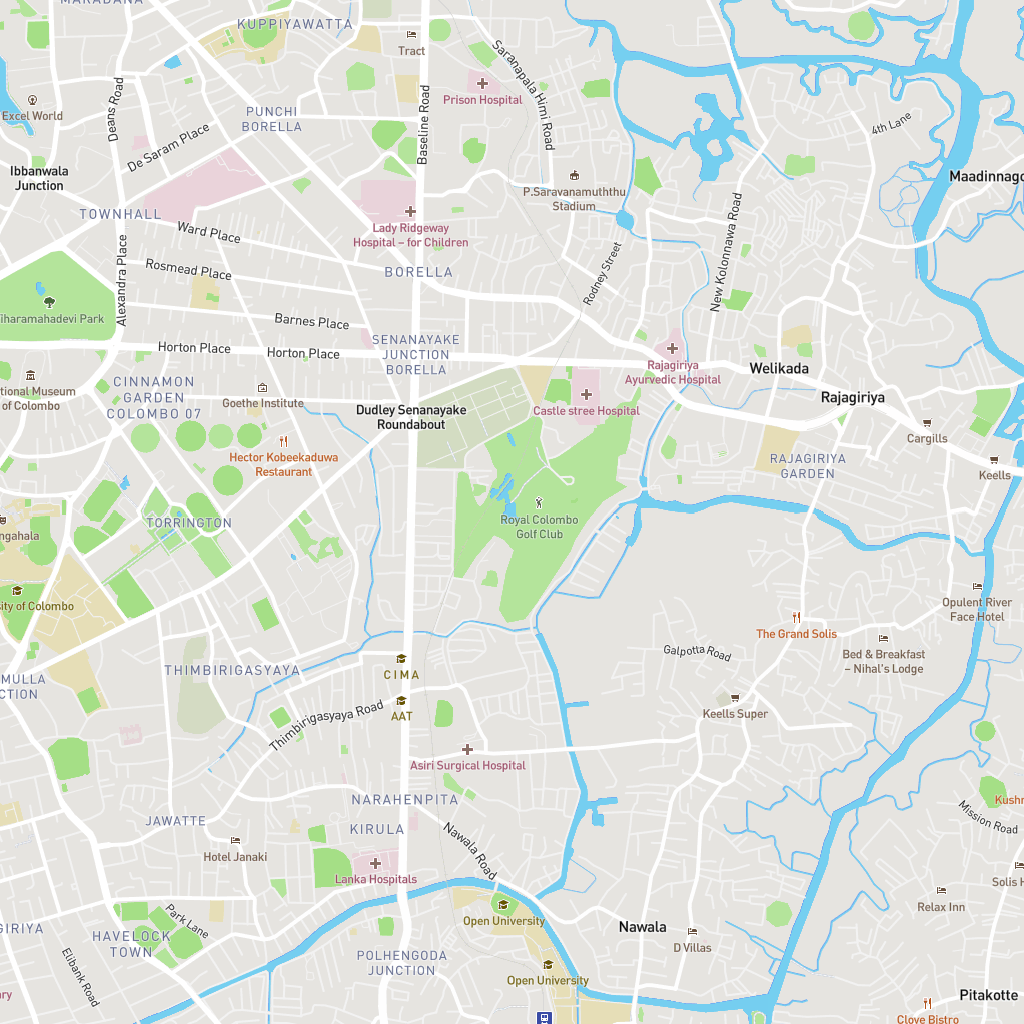 KUPPIYAWATTA
Tract
Saranapala Himi Road
Prison Hospital
Excel World
Deans Road
PUNCHI
BORELLA
De Saram Place
Baseline Road
4th Lane
Ibbanwala
Junction
P.Saravanamuththu
Stadium
TOWNHALL
Ward Place
Lady Ridgeway
Hospital – for Children
New Kolonnawa Road
Alexandra Place
Rosmead Place
BORELLA
Rodney Street
Barnes Place
Horton Place
Horton Place
SENANAYAKE
JUNCTION
BORELLA
Rajagiriya
Ayurvedic Hospital
Welikada
CINNAMON
GARDEN
COLOMBO 07
of Colombo
Goethe Institute
Dudley Senanayake
Roundabout
Castle stree Hospital
Rajagiriya
Cargills
Hector Kobeekaduwa
Restaurant
RAJAGIRIYA
GARDEN
Keells
TORRINGTON
Royal Colombo
Golf Club
Opulent River
Face Hotel
The Grand Solis
Galpotta Road
Bed & Breakfast
– Nihal's Lodge
THIMBIRIGASYAYA
CIMA
AAT
Thimbirigasyaya Road
Keells Super
Asiri Surgical Hospital
NARAHENPITA
KIRULA
JAWATTE
Hotel Janaki
Nawala Road
Mission Road
Lanka Hospitals
Open University
Relax Inn
Park Lane
HAVELOCK
TOWN
Elibank Road
POLHENGODA
JUNCTION
Nawala
D Villas
Open University
Pitakotte
Clove Bistro